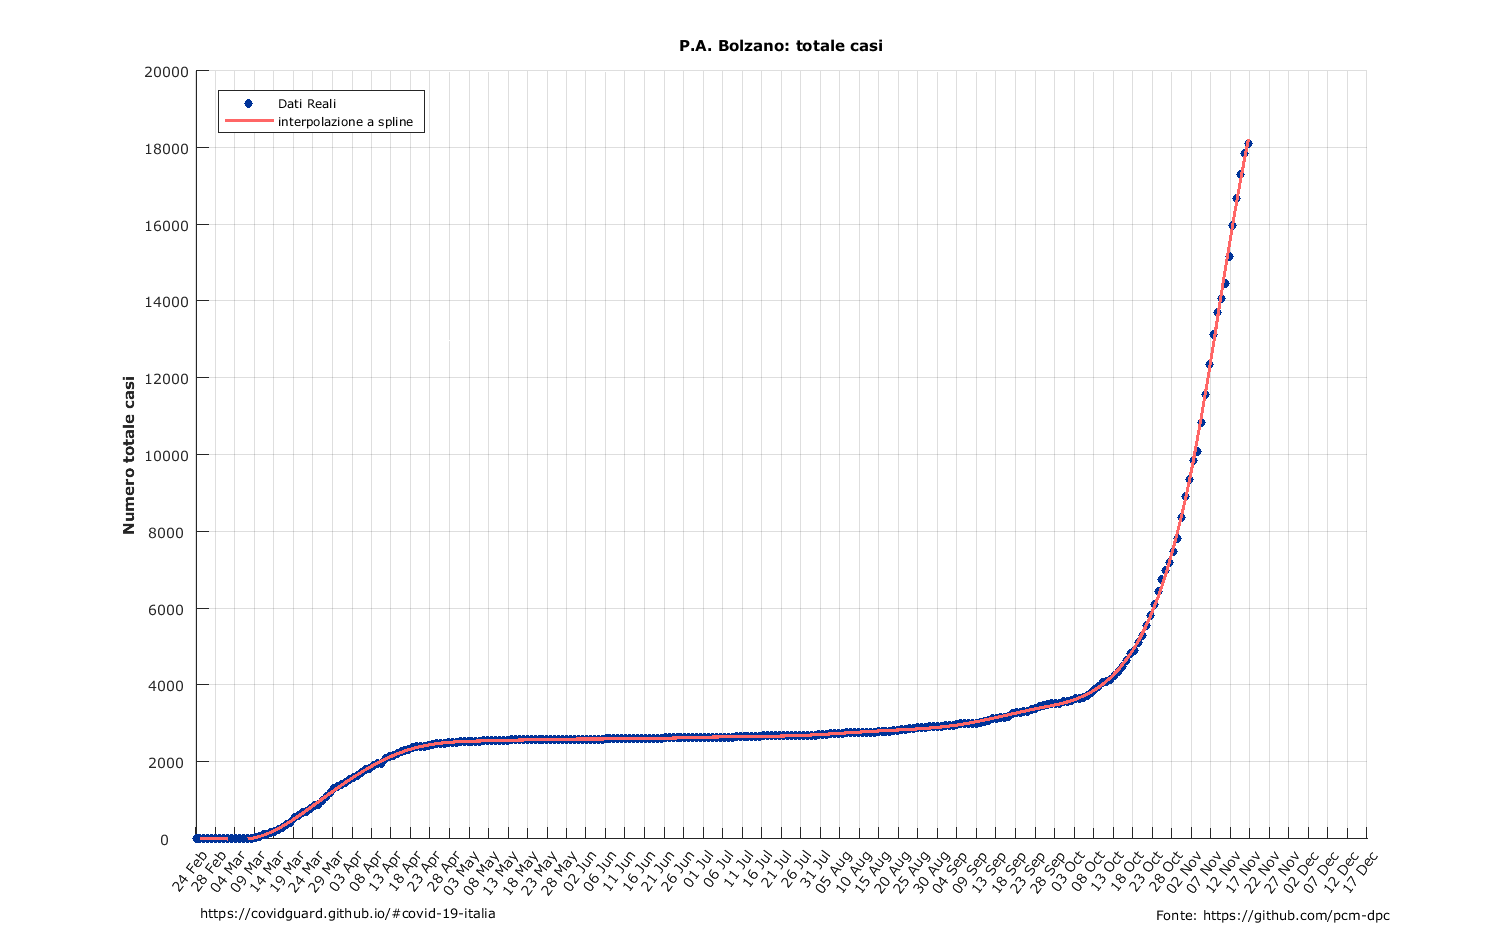 P.A. Bolzano: totale casi
Dati Reali
interpolazione a spline
Numero totale casi
20000
18000
16000
14000
12000
10000
8000
6000
4000
2000
0
24 Feb
28 Feb
04 Mar
09 Mar
14 Mar
19 Mar
24 Mar
29 Mar
03 Apr
08 Apr
13 Apr
18 Apr
23 Apr
28 Apr
03 May
08 May
13 May
18 May
23 May
28 May
02 Jun
06 Jun
11 Jun
16 Jun
21 Jun
26 Jun
01 Jul
06 Jul
11 Jul
16 Jul
21 Jul
26 Jul
31 Jul
05 Aug
10 Aug
15 Aug
20 Aug
25 Aug
30 Aug
04 Sep
09 Sep
13 Sep
18 Sep
23 Sep
28 Sep
03 Oct
08 Oct
13 Oct
18 Oct
23 Oct
28 Oct
02 Nov
07 Nov
12 Nov
17 Nov
22 Nov
27 Nov
02 Dec
07 Dec
12 Dec
17 Dec
https://covidguard.github.io/#covid-19-italia
Fonte: https://github.com/pcm-dpc